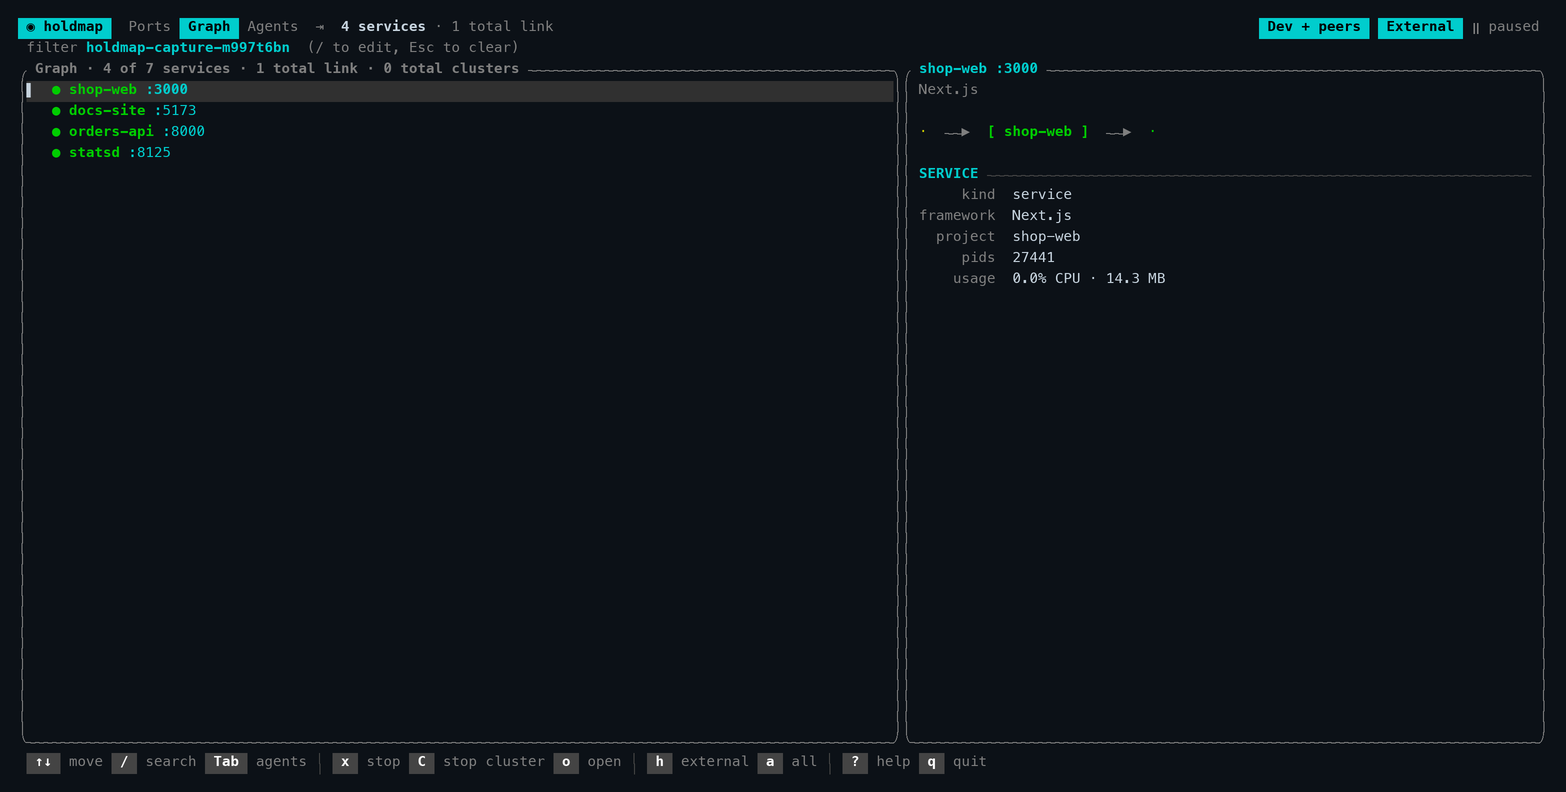 ◉ holdmap  Ports  Graph  Agents  ⇥  4 services · 1 total link  Dev + peers  External  ‖ paused
filter holdmap-capture-m997t6bn  (/ to edit, Esc to clear)
Graph · 4 of 7 services · 1 total link · 0 total clusters
● shop-web :3000
● docs-site :5173
● orders-api :8000
● statsd :8125
shop-web :3000
Next.js
·  ──▶  [ shop-web ]  ──▶  ·
SERVICE
kind  service
framework  Next.js
project  shop-web
pids  27441
usage  0.0% CPU · 14.3 MB
↑↓ move  / search  Tab agents │ x stop  C stop cluster  o open │ h external  a all │ ? help  q quit